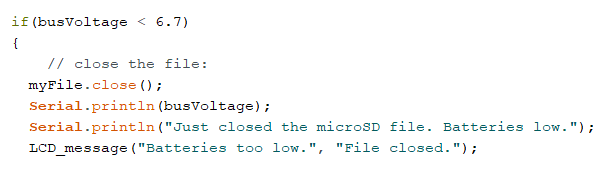 if(busVoltage < 6.7)
{
// close the file:
myFile.close();
Serial.println(busVoltage);
Serial.println("Just closed the microSD file. Batteries low.");
LCD_message("Batteries too low.", "File closed.");